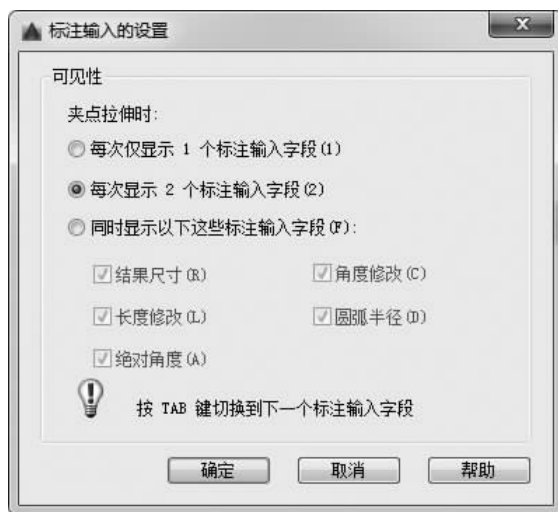 标注输入的设置
可见性
夹点拉伸时:
每次仅显示 1 个标注输入字段(1)
每次显示 2 个标注输入字段(2)
同时显示以下这些标注输入字段(F):
结果尺寸(R) 角度修改(C)
长度修改(L) 圆弧半径(D)
绝对角度(A)
按 TAB 键切换到下一个标注输入字段
确定 取消 帮助